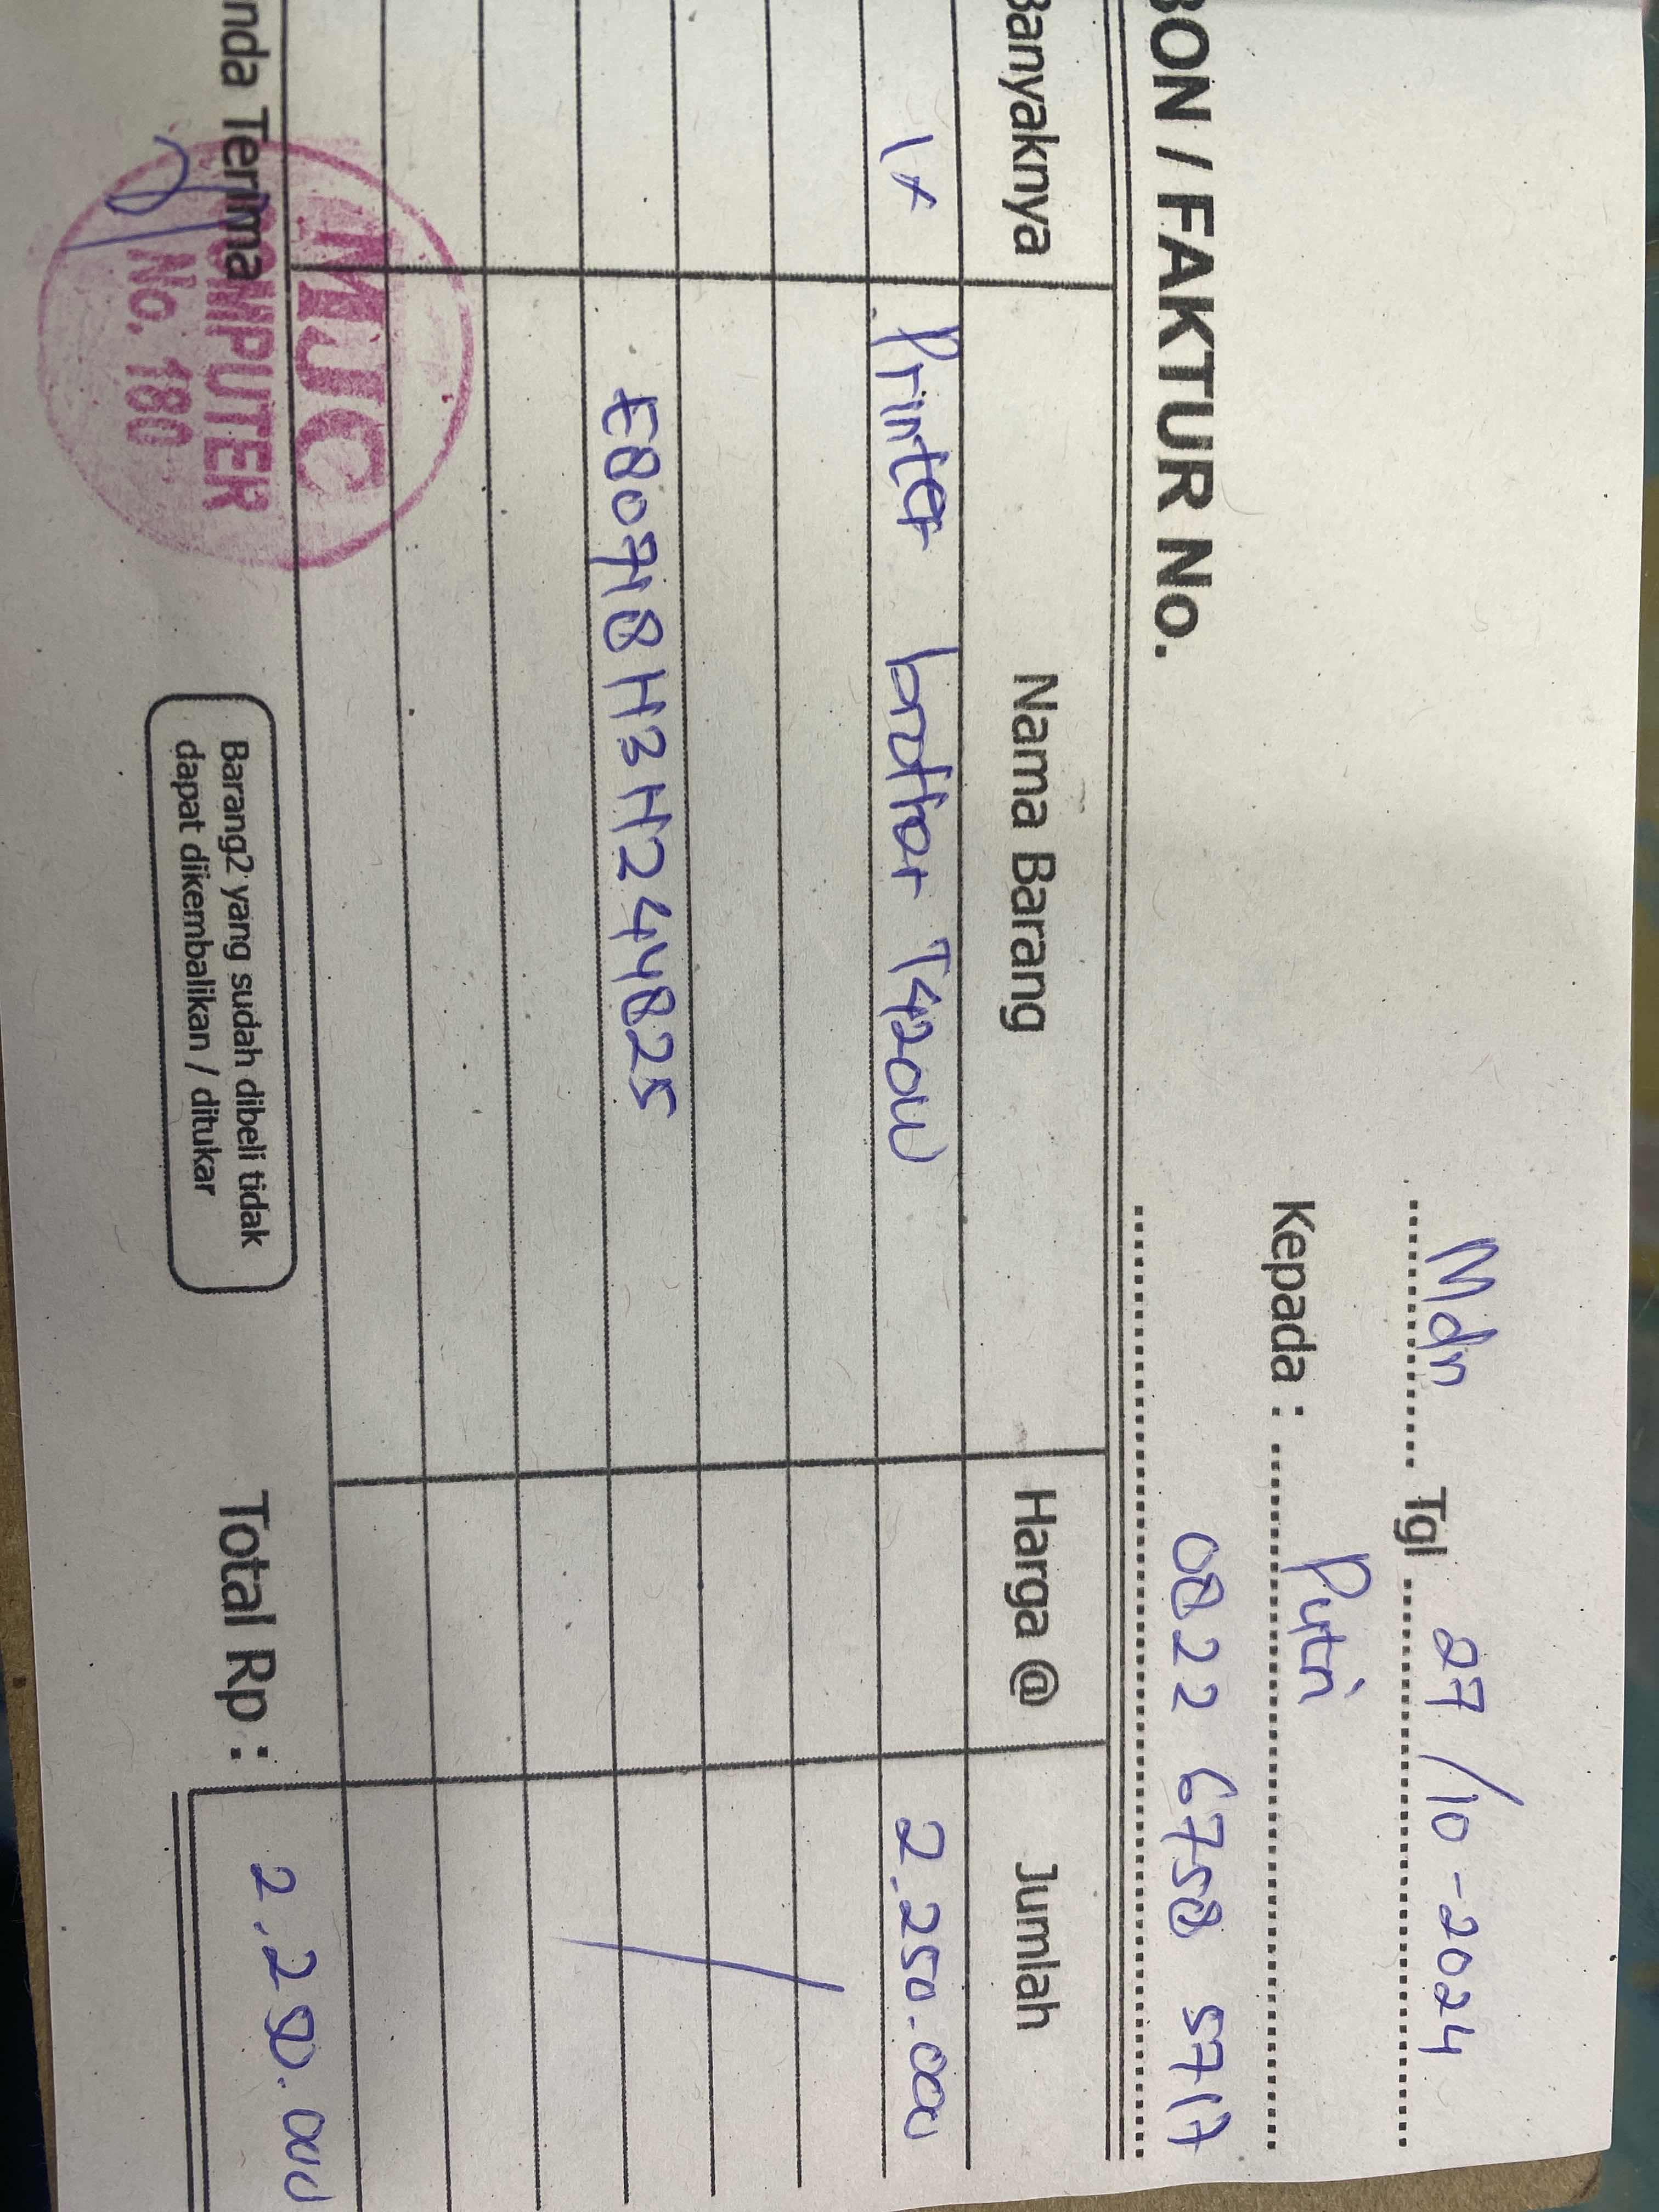 Mdn Tgl 27/10-2024
Kepada : Putri
0822 6758 5717
BON / FAKTUR No.
Banyaknya Nama Barang Harga @ Jumlah
1x Printer brother T420W 2.250.000
E80718H3H244825
nda Terima Total Rp : 2.250.000
MJC
COMPUTER
No. 180
Barang2 yang sudah dibeli tidak
dapat dikembalikan / ditukar